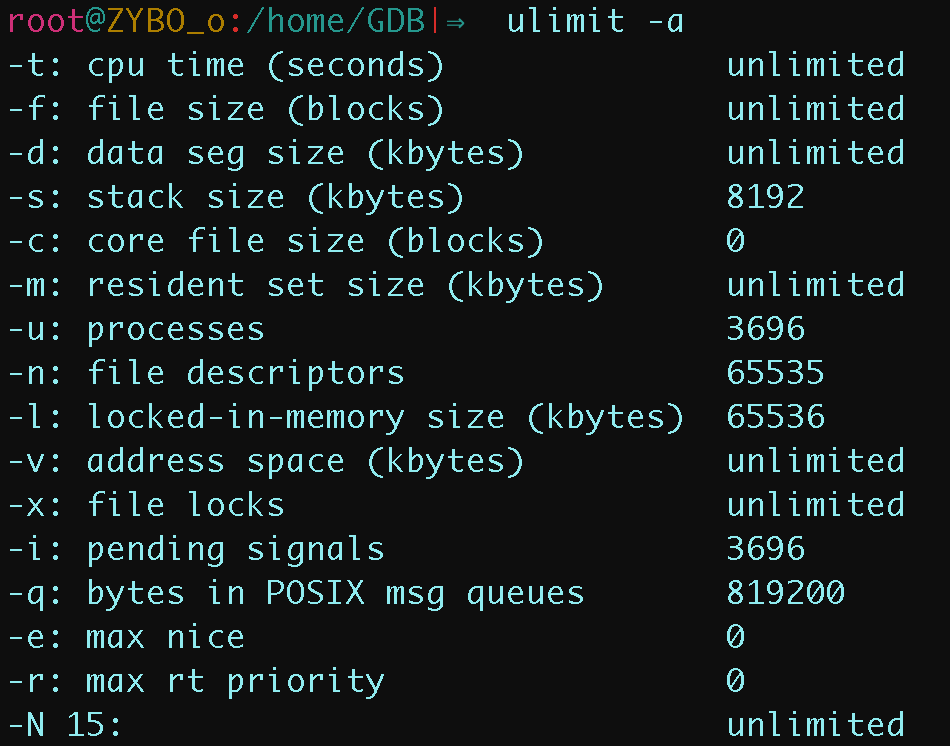 root@ZYBO_o:/home/GDB|⇒  ulimit -a
-t: cpu time (seconds)              unlimited
-f: file size (blocks)              unlimited
-d: data seg size (kbytes)          unlimited
-s: stack size (kbytes)             8192
-c: core file size (blocks)         0
-m: resident set size (kbytes)      unlimited
-u: processes                       3696
-n: file descriptors                65535
-l: locked-in-memory size (kbytes)  65536
-v: address space (kbytes)          unlimited
-x: file locks                      unlimited
-i: pending signals                 3696
-q: bytes in POSIX msg queues       819200
-e: max nice                        0
-r: max rt priority                 0
-N 15:                              unlimited